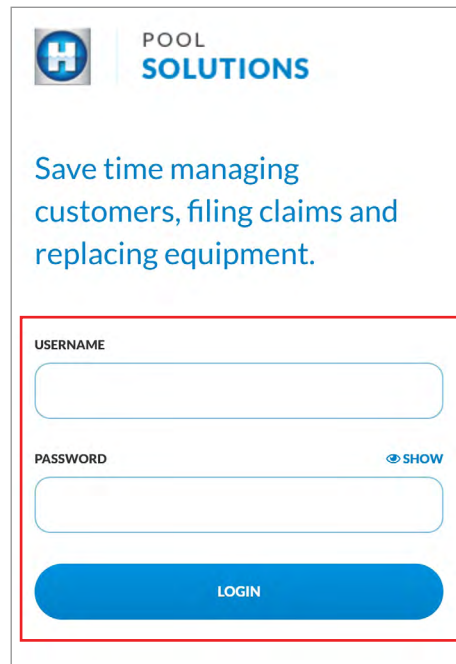 H
POOL
SOLUTIONS
Save time managing
customers, filing claims and
replacing equipment.
USERNAME
PASSWORD SHOW
LOGIN